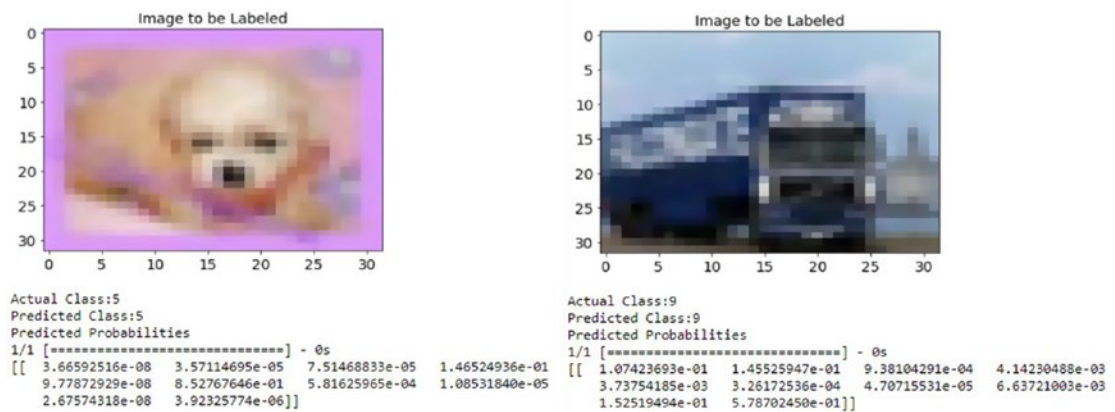 Image to be Labeled
0
5
10
15
20
25
30
0 5 10 15 20 25 30
Actual Class:5
Predicted Class:5
Predicted Probabilities
1/1 [==============================] - 0s
[[ 3.66592516e-08 3.57114695e-05 7.51468833e-05 1.46524936e-01
9.77872929e-08 8.52767646e-01 5.81625965e-04 1.08531840e-05
2.67574318e-08 3.92325774e-06]]
Image to be Labeled
0
5
10
15
20
25
30
0 5 10 15 20 25 30
Actual Class:9
Predicted Class:9
Predicted Probabilities
1/1 [==============================] - 0s
[[ 1.07423693e-01 1.45525947e-01 9.38104291e-04 4.14230488e-03
3.73754185e-03 3.26172536e-04 4.70715531e-05 6.63721003e-03
1.52519494e-01 5.78702450e-01]]